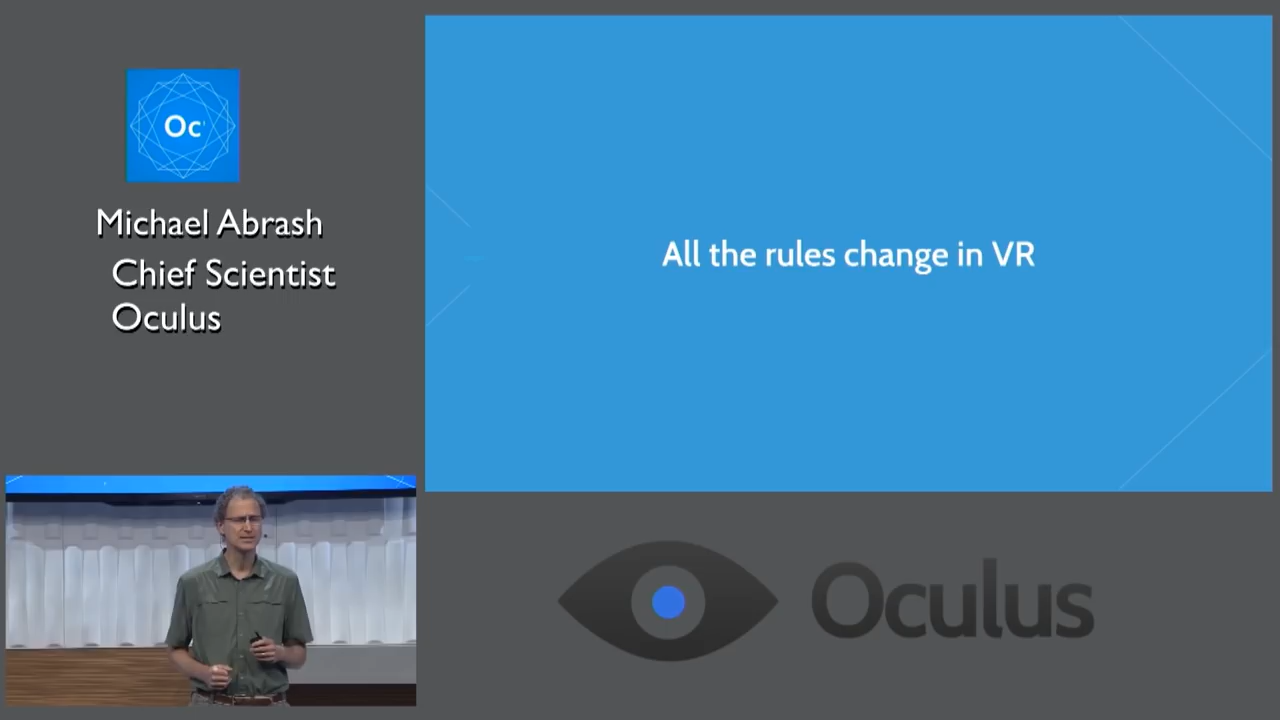 Oc
Michael Abrash
Chief Scientist
Oculus
All the rules change in VR
Oculus